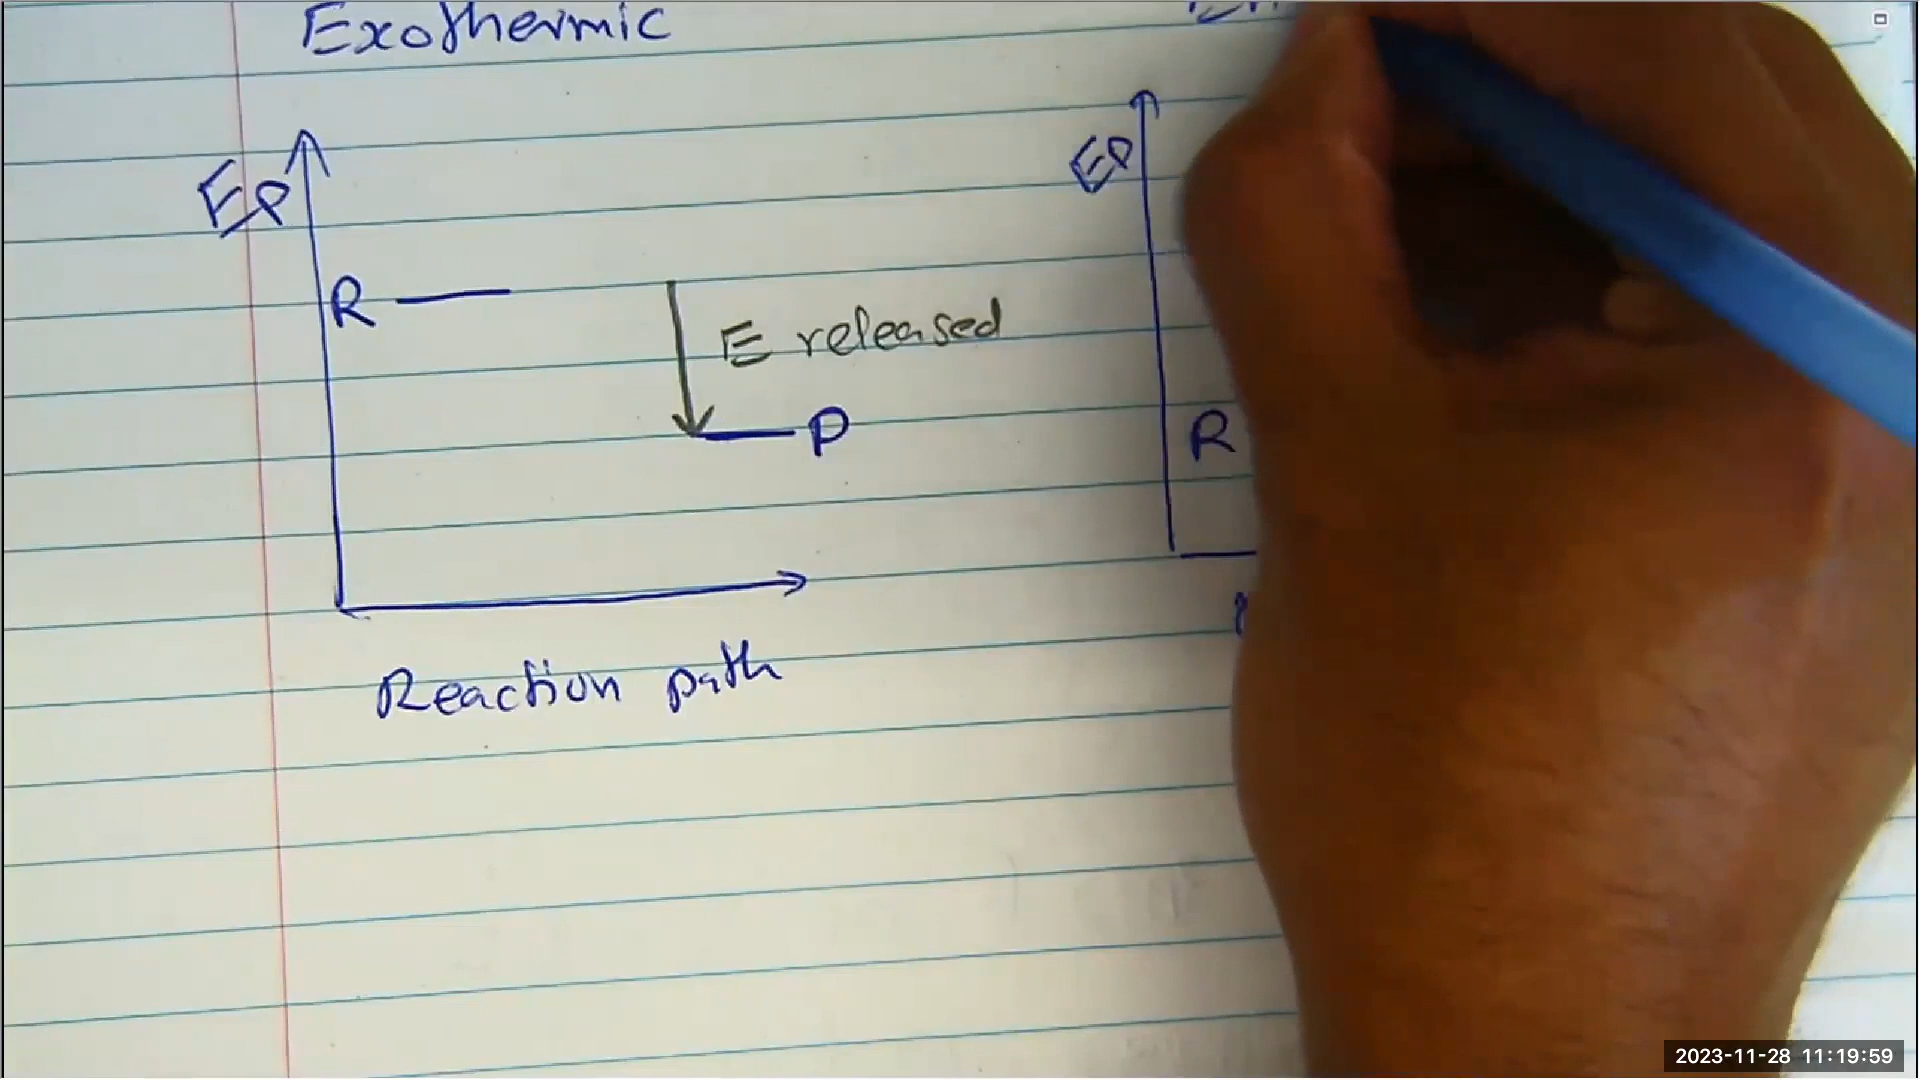 Exothermic
Ep
R
E released
P
Reaction path
Ep
R
2023-11-28 11:19:59